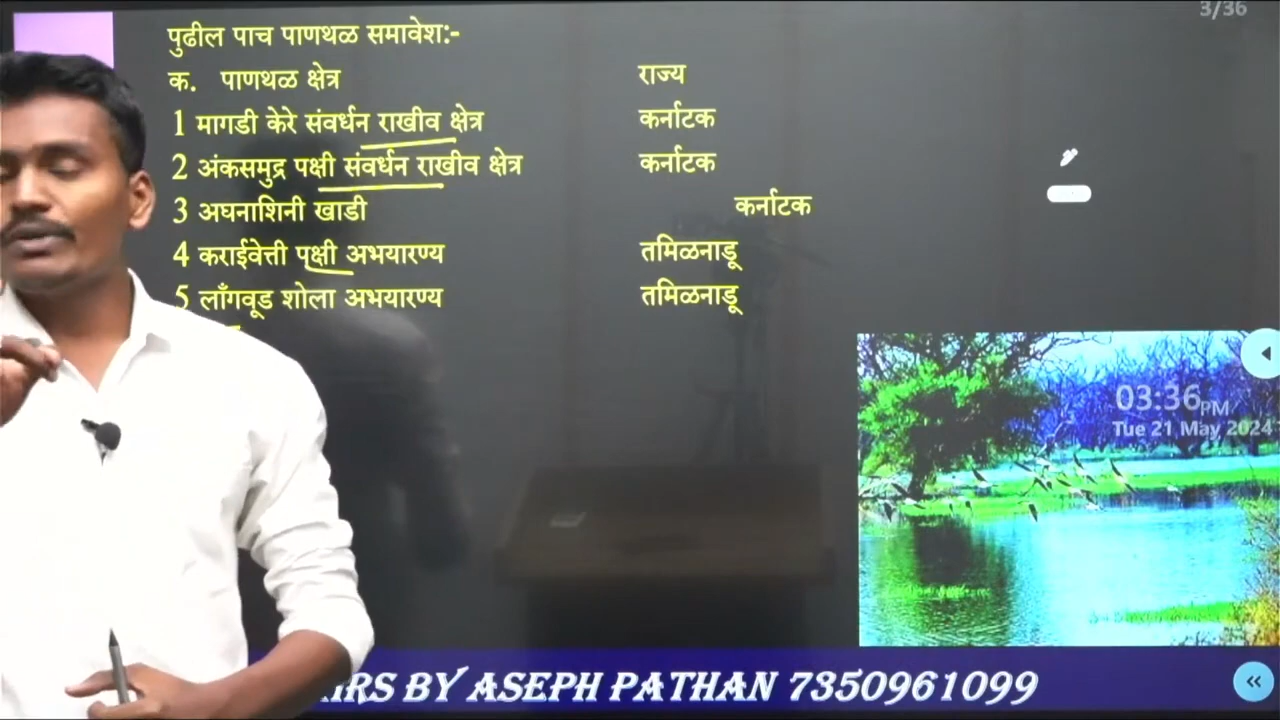 3/36
पुढील पाच पाणथळ समावेश:-
क. पाणथळ क्षेत्र राज्य
1 मागडी केरे संवर्धन राखीव क्षेत्र कर्नाटक
2 अंकसमुद्र पक्षी संवर्धन राखीव क्षेत्र कर्नाटक
3 अघनाशिनी खाडी कर्नाटक
4 कराईवेत्ती पक्षी अभयारण्य तमिळनाडू
5 लाँगवूड शोला अभयारण्य तमिळनाडू
03:36 PM
Tue 21 May 2024
BY ASEPH PATHAN 7350961099